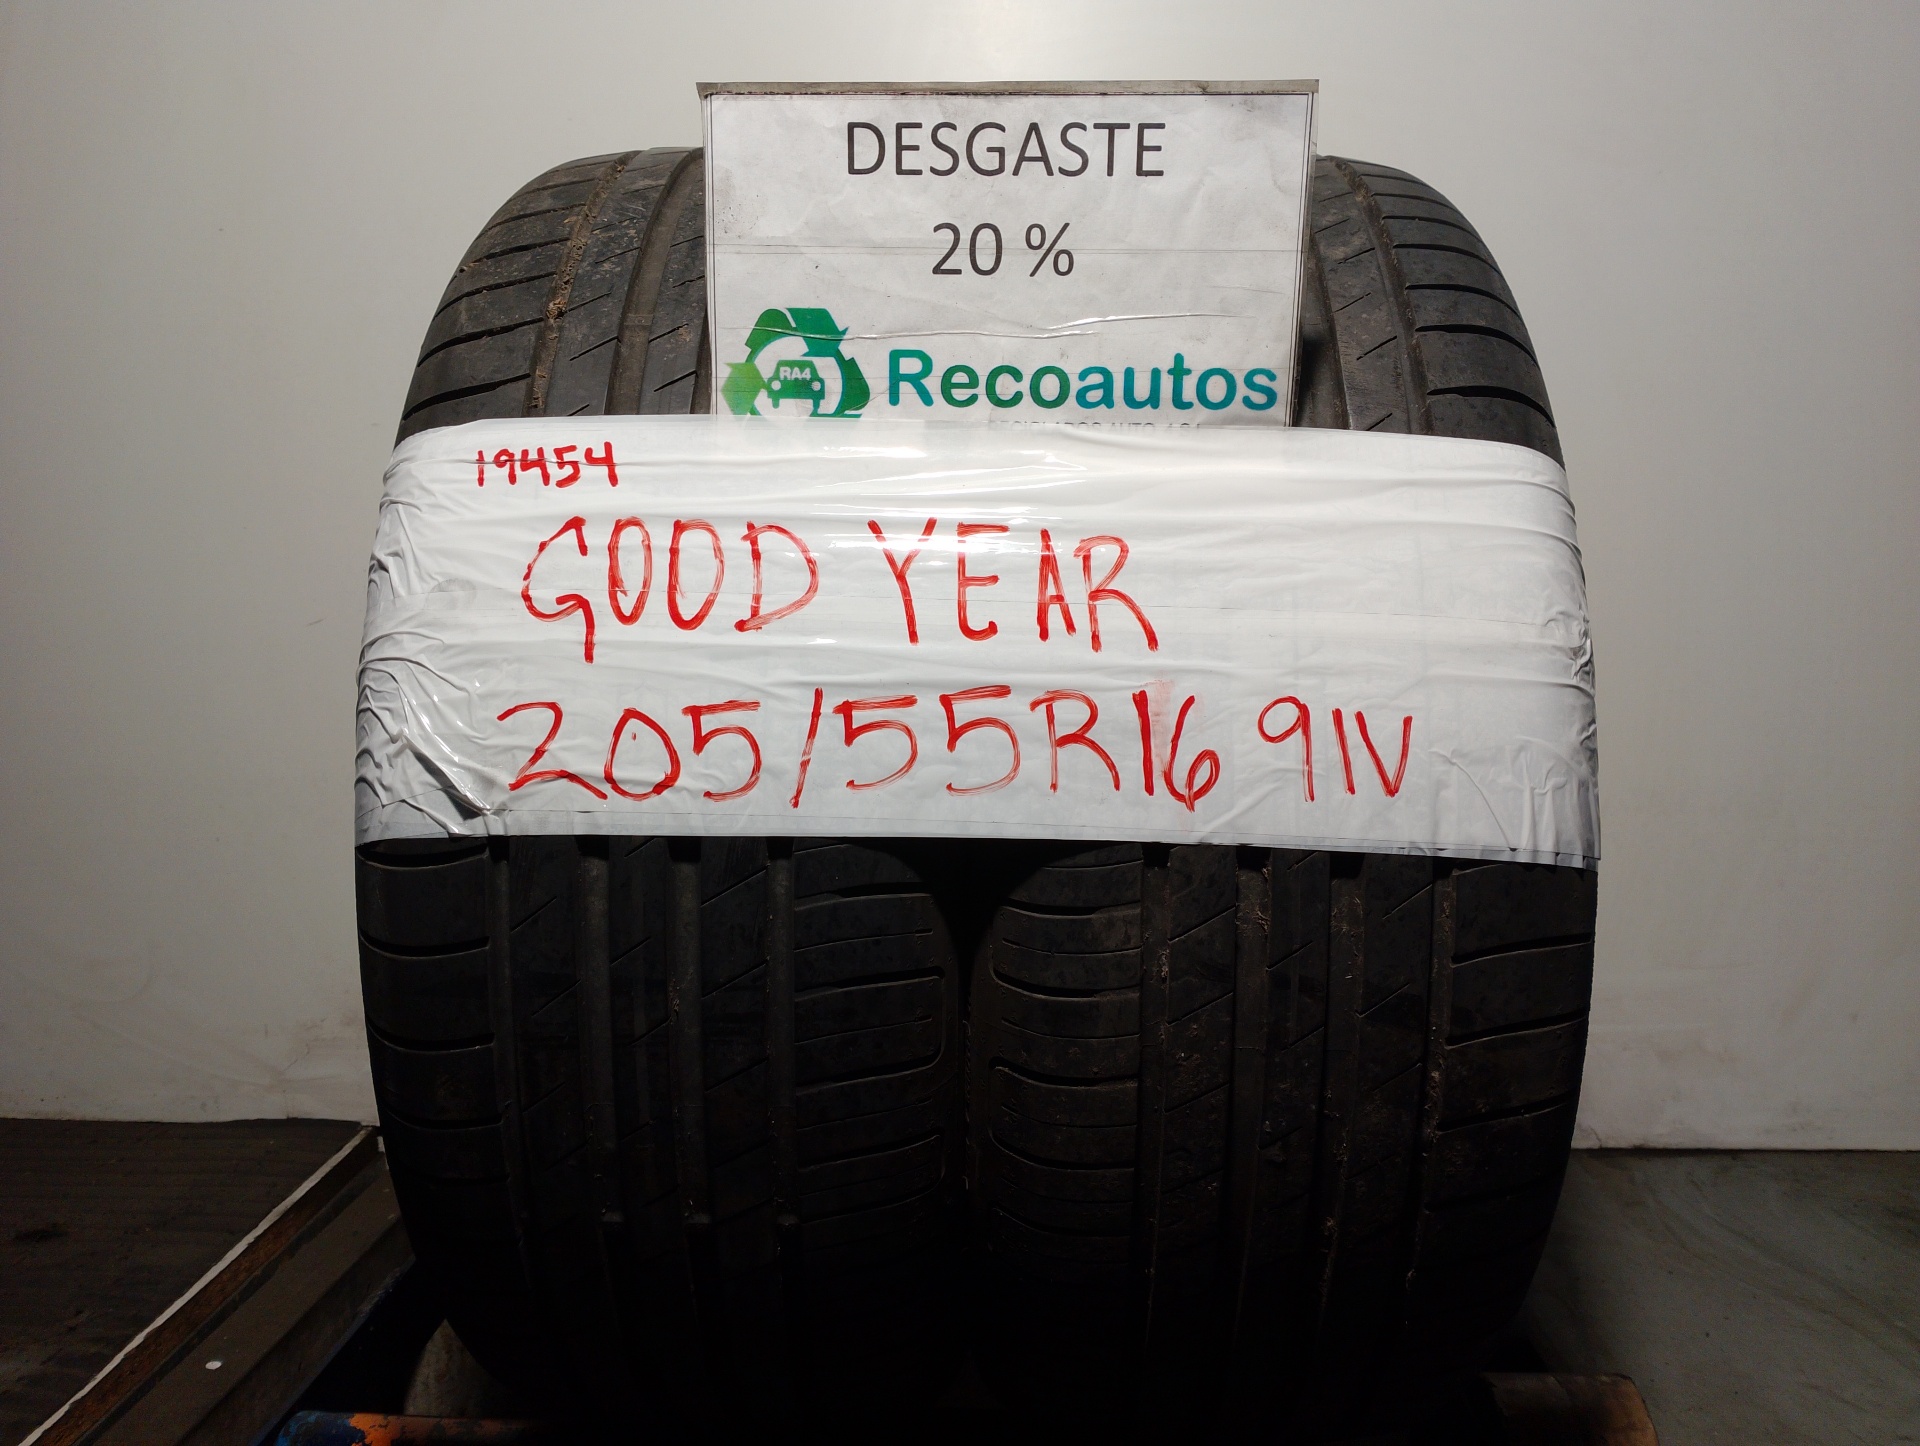 DESGASTE
20 %
RA4
Recoautos
19454
GOOD YEAR
205/55R16 91V